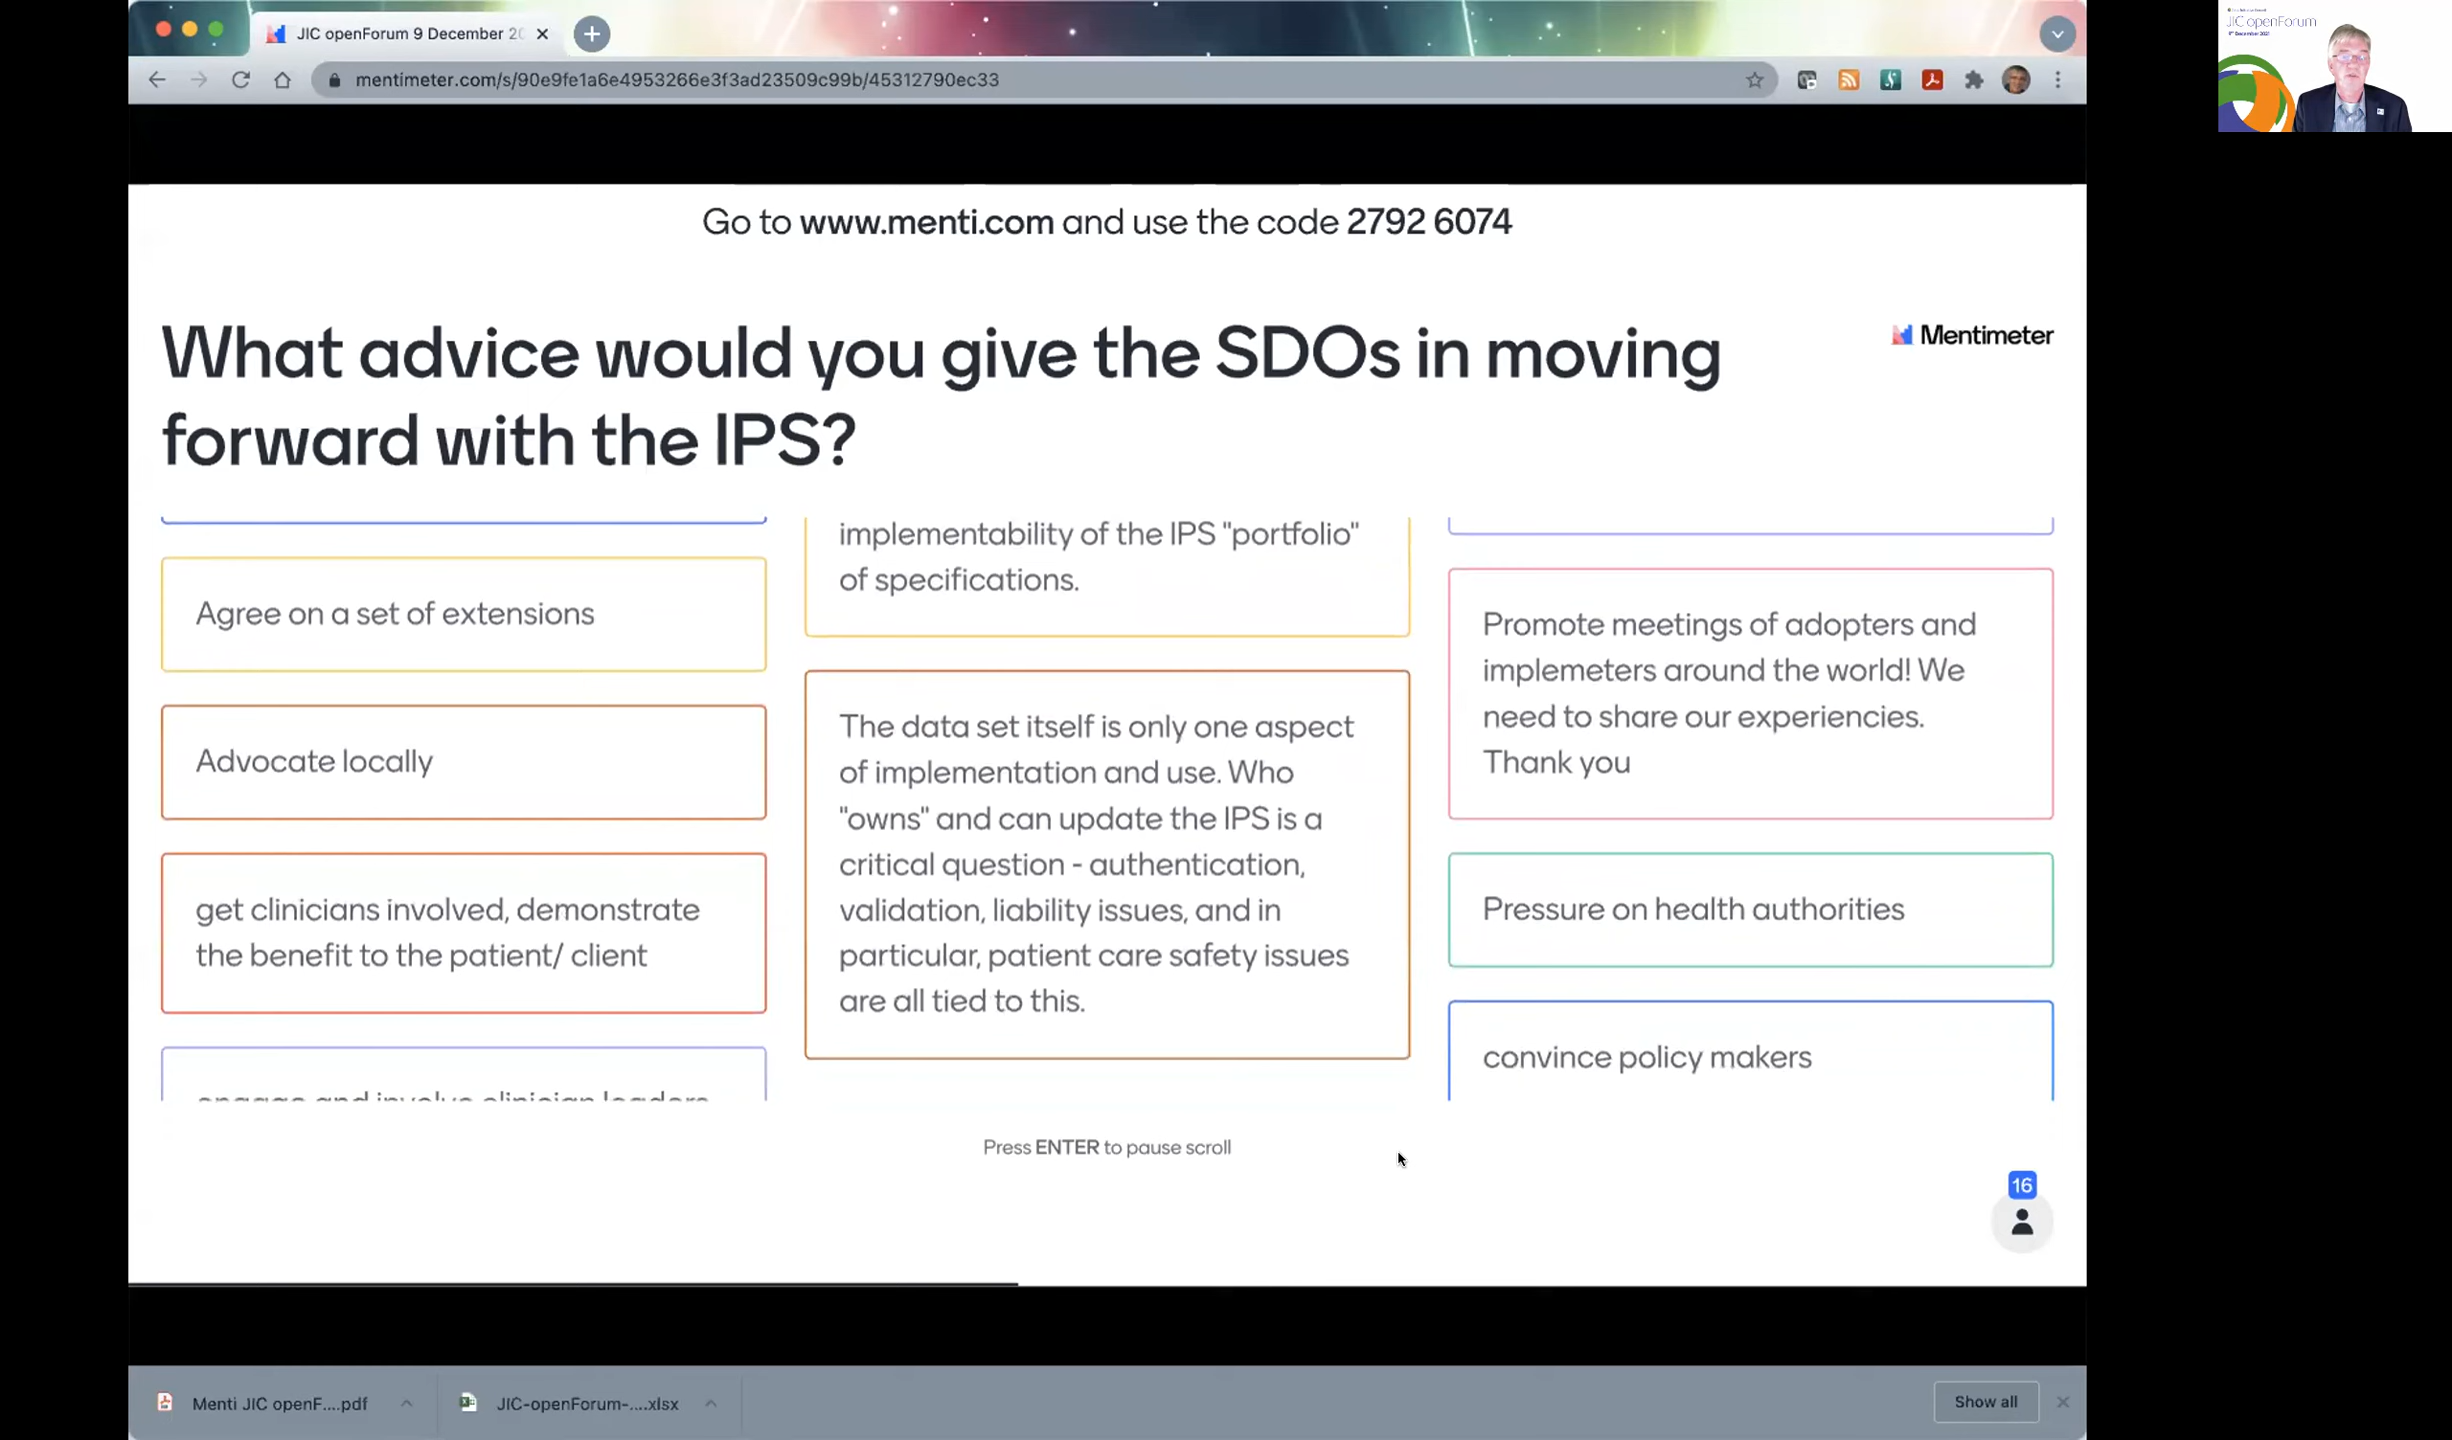 JIC openForum 9 December 20
mentimeter.com/s/90e9fe1a6e4953266e3f3ad23509c99b/45312790ec33
Go to www.menti.com and use the code 2792 6074
What advice would you give the SDOs in moving
forward with the IPS?
Mentimeter
Agree on a set of extensions
Advocate locally
get clinicians involved, demonstrate
the benefit to the patient/ client
engage and involve clinician leaders
implementability of the IPS "portfolio"
of specifications.
The data set itself is only one aspect
of implementation and use. Who
"owns" and can update the IPS is a
critical question - authentication,
validation, liability issues, and in
particular, patient care safety issues
are all tied to this.
Promote meetings of adopters and
implemeters around the world! We
need to share our experiencies.
Thank you
Pressure on health authorities
convince policy makers
Press ENTER to pause scroll
16
Menti JIC openF....pdf
JIC-openForum-....xlsx
Show all
JIC openForum